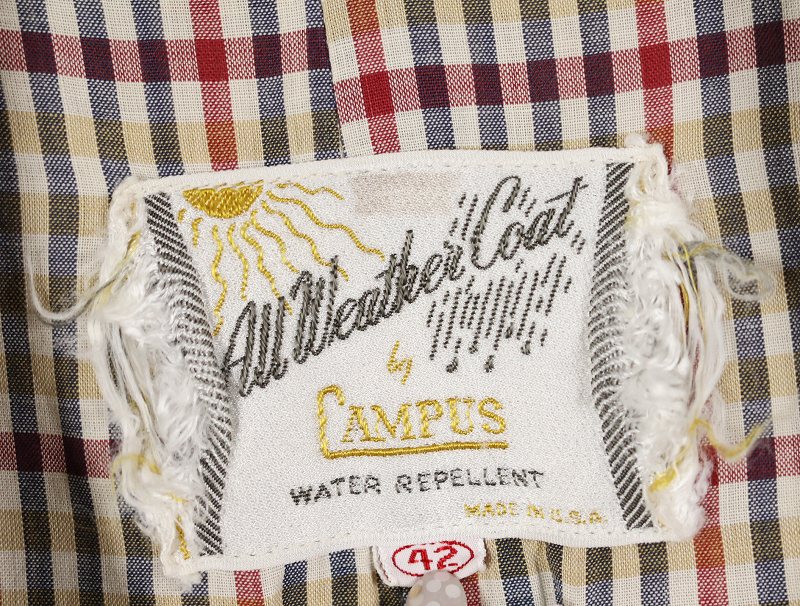 All Weather Coat
by
CAMPUS
WATER REPELLENT
MADE IN U.S.A.
42